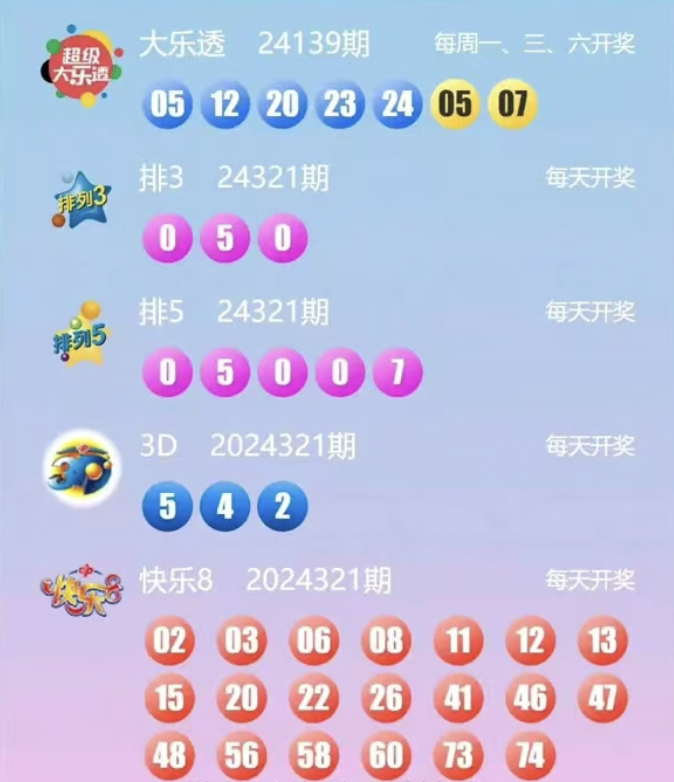 超级
大乐透
大乐透 24139期 每周一、三、六开奖
05 12 20 23 24 05 07
排列3
排3 24321期 每天开奖
0 5 0
排列5
排5 24321期 每天开奖
0 5 0 0 7
3D 2024321期 每天开奖
5 4 2
快乐8
快乐8 2024321期 每天开奖
02 03 06 08 11 12 13
15 20 22 26 41 46 47
48 56 58 60 73 74